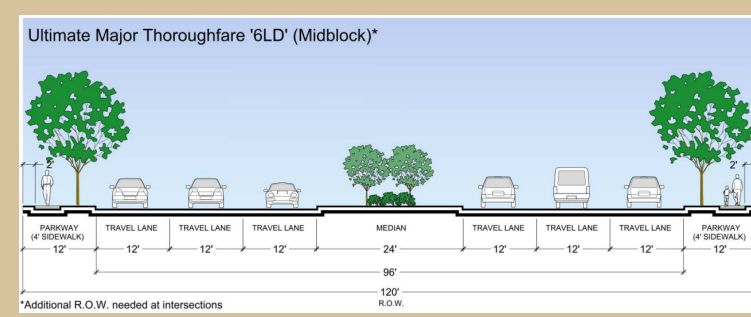 Ultimate Major Thoroughfare '6LD' (Midblock)*
2' 2'
PARKWAY TRAVEL LANE TRAVEL LANE TRAVEL LANE MEDIAN TRAVEL LANE TRAVEL LANE TRAVEL LANE PARKWAY
(4' SIDEWALK) (4' SIDEWALK)
12' 12' 12' 12' 24' 12' 12' 12' 12'
96'
120'
*Additional R.O.W. needed at intersections R.O.W.